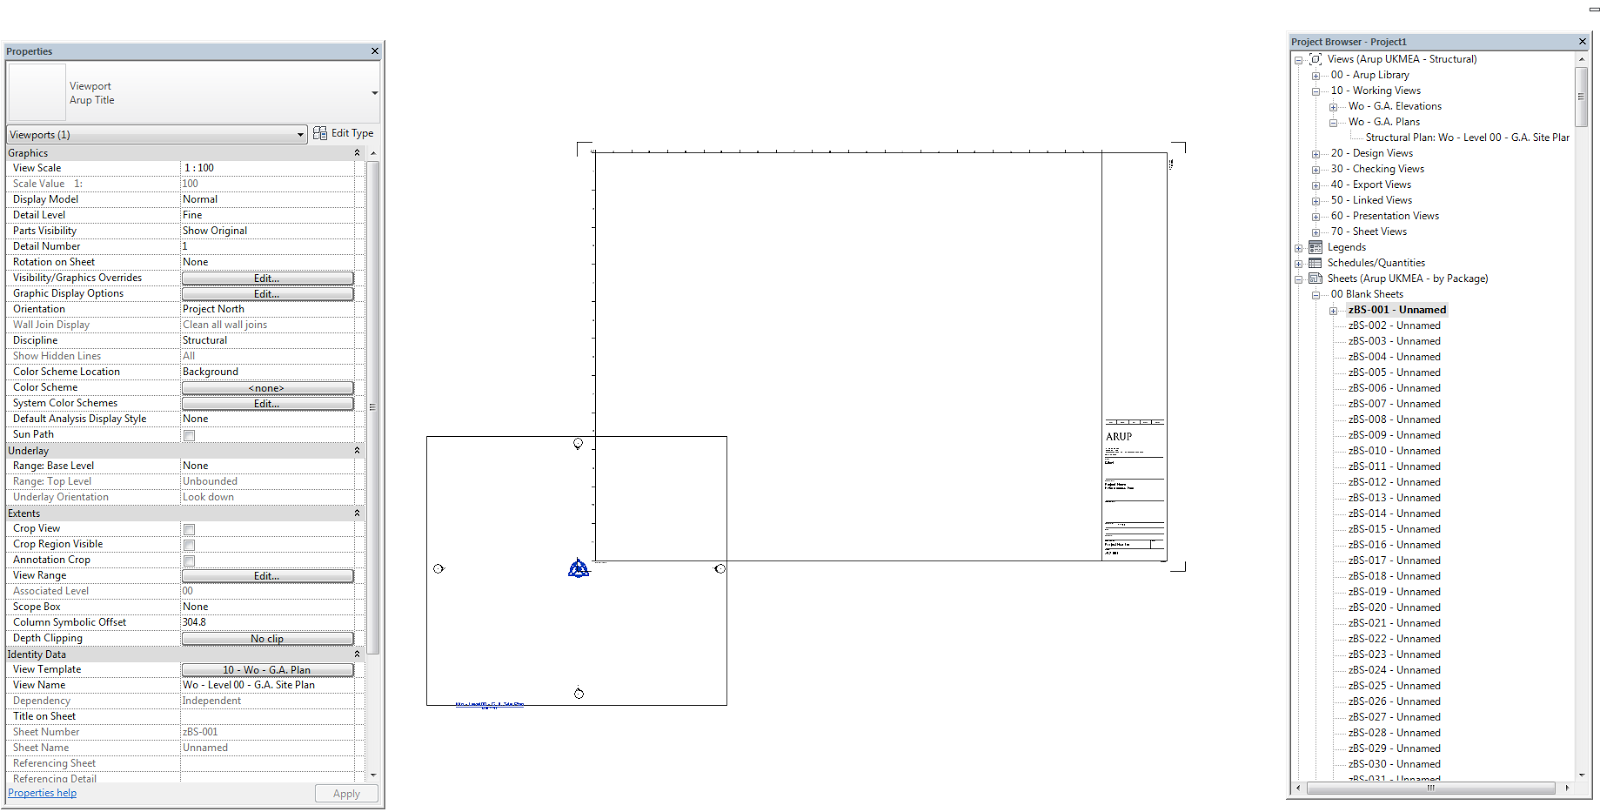 Properties
Viewport
Arup Title
Viewports (1)
Edit Type
Graphics
View Scale 1 : 100
Scale Value 1: 100
Display Model Normal
Detail Level Fine
Parts Visibility Show Original
Detail Number 1
Rotation on Sheet None
Visibility/Graphics Overrides Edit...
Graphic Display Options Edit...
Orientation Project North
Wall Join Display Clean all wall joins
Discipline Structural
Show Hidden Lines All
Color Scheme Location Background
Color Scheme <none>
System Color Schemes Edit...
Default Analysis Display Style None
Sun Path
Underlay
Range: Base Level None
Range: Top Level Unbounded
Underlay Orientation Look down
Extents
Crop View
Crop Region Visible
Annotation Crop
View Range Edit...
Associated Level 00
Scope Box None
Column Symbolic Offset 304.8
Depth Clipping No clip
Identity Data
View Template 10 - Wo - G.A. Plan
View Name Wo - Level 00 - G.A. Site Plan
Dependency Independent
Title on Sheet
Sheet Number zBS-001
Sheet Name Unnamed
Referencing Sheet
Referencing Detail
Properties help
Apply
Wo - Level 00 - G.A. Site Plan
ARUP
Project Browser - Project1
Views (Arup UKMEA - Structural)
00 - Arup Library
10 - Working Views
Wo - G.A. Elevations
Wo - G.A. Plans
Structural Plan: Wo - Level 00 - G.A. Site Plar
20 - Design Views
30 - Checking Views
40 - Export Views
50 - Linked Views
60 - Presentation Views
70 - Sheet Views
Legends
Schedules/Quantities
Sheets (Arup UKMEA - by Package)
00 Blank Sheets
zBS-001 - Unnamed
zBS-002 - Unnamed
zBS-003 - Unnamed
zBS-004 - Unnamed
zBS-005 - Unnamed
zBS-006 - Unnamed
zBS-007 - Unnamed
zBS-008 - Unnamed
zBS-009 - Unnamed
zBS-010 - Unnamed
zBS-011 - Unnamed
zBS-012 - Unnamed
zBS-013 - Unnamed
zBS-014 - Unnamed
zBS-015 - Unnamed
zBS-016 - Unnamed
zBS-017 - Unnamed
zBS-018 - Unnamed
zBS-019 - Unnamed
zBS-020 - Unnamed
zBS-021 - Unnamed
zBS-022 - Unnamed
zBS-023 - Unnamed
zBS-024 - Unnamed
zBS-025 - Unnamed
zBS-026 - Unnamed
zBS-027 - Unnamed
zBS-028 - Unnamed
zBS-029 - Unnamed
zBS-030 - Unnamed
zBS-031 - Unnamed